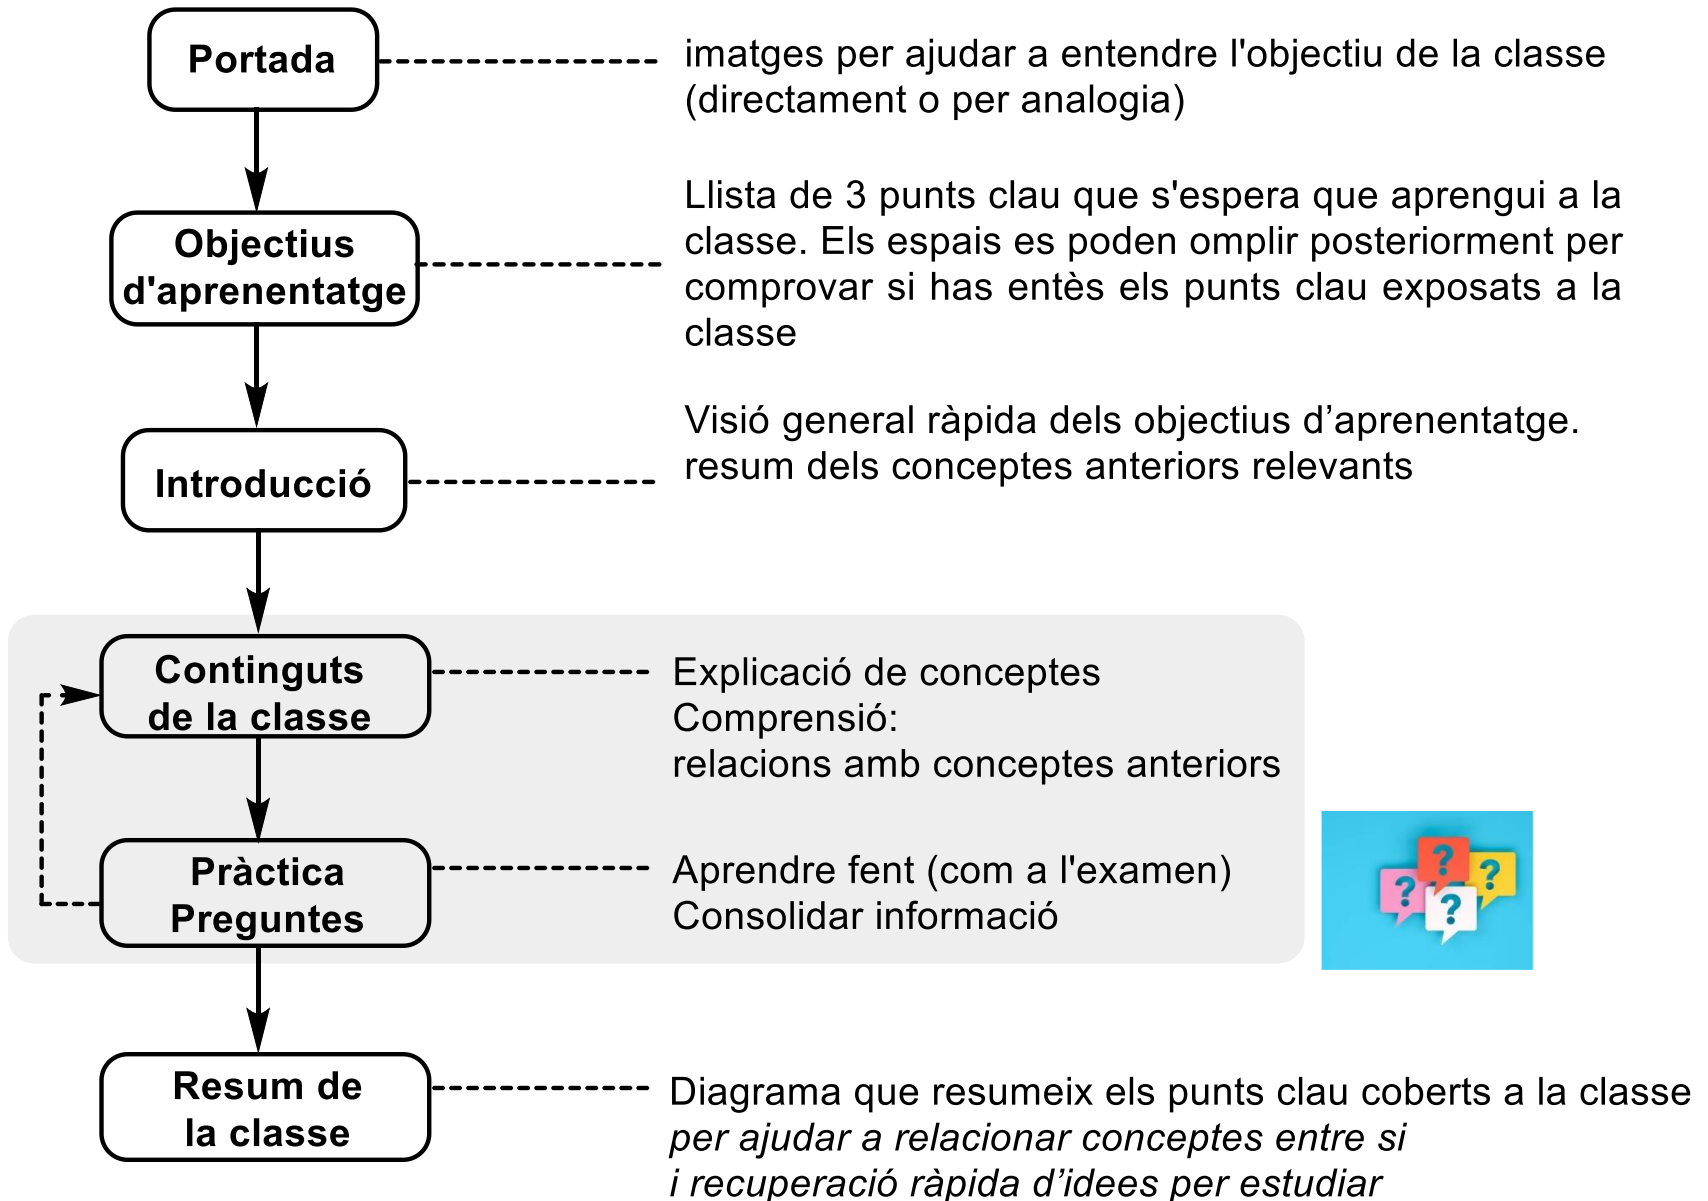 Portada
imatges per ajudar a entendre l'objectiu de la classe
(directament o per analogia)
Objectius
d'aprenentatge
Llista de 3 punts clau que s'espera que aprengui a la
classe. Els espais es poden omplir posteriorment per
comprovar si has entès els punts clau exposats a la
classe
Introducció
Visió general ràpida dels objectius d’aprenentatge.
resum dels conceptes anteriors relevants
Continguts
de la classe
Explicació de conceptes
Comprensió:
relacions amb conceptes anteriors
Pràctica
Preguntes
Aprendre fent (com a l'examen)
Consolidar informació
?
?
?
?
Resum de
la classe
Diagrama que resumeix els punts clau coberts a la classe
per ajudar a relacionar conceptes entre si
i recuperació ràpida d’idees per estudiar